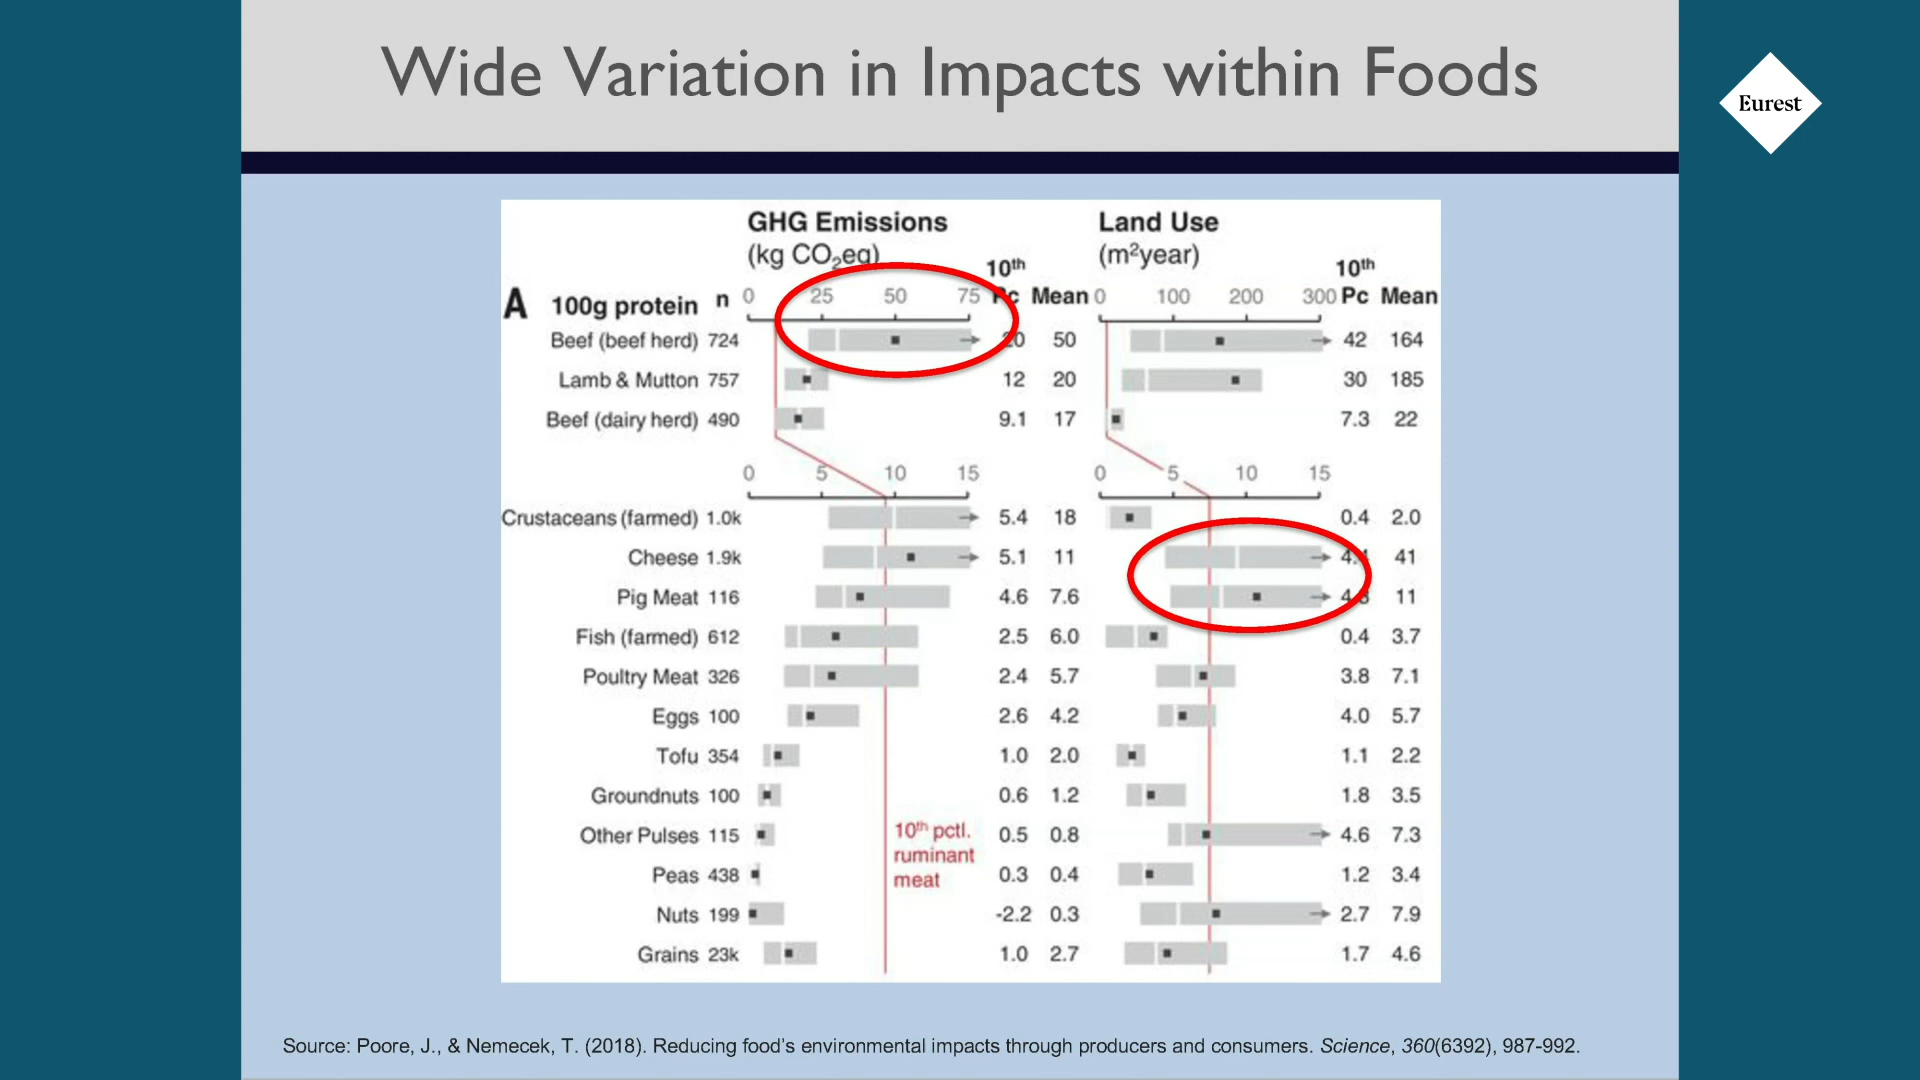 Wide Variation in Impacts within Foods
Eurest
GHG Emissions Land Use
(kg CO₂eq) (m²year)
10th 10th
A 100g protein n 0 25 50 75 Pc Mean 0 100 200 300 Pc Mean
Beef (beef herd) 724 20 50 42 164
Lamb & Mutton 757 12 20 30 185
Beef (dairy herd) 490 9.1 17 7.3 22
0 5 10 15 0 5 10 15
Crustaceans (farmed) 1.0k 5.4 18 0.4 2.0
Cheese 1.9k 5.1 11 4.4 41
Pig Meat 116 4.6 7.6 4.8 11
Fish (farmed) 612 2.5 6.0 0.4 3.7
Poultry Meat 326 2.4 5.7 3.8 7.1
Eggs 100 2.6 4.2 4.0 5.7
Tofu 354 1.0 2.0 1.1 2.2
Groundnuts 100 0.6 1.2 1.8 3.5
Other Pulses 115 0.5 0.8 4.6 7.3
10th pctl.
ruminant
meat
Peas 438 0.3 0.4 1.2 3.4
Nuts 199 -2.2 0.3 2.7 7.9
Grains 23k 1.0 2.7 1.7 4.6
Source: Poore, J., & Nemecek, T. (2018). Reducing food's environmental impacts through producers and consumers. Science, 360(6392), 987-992.